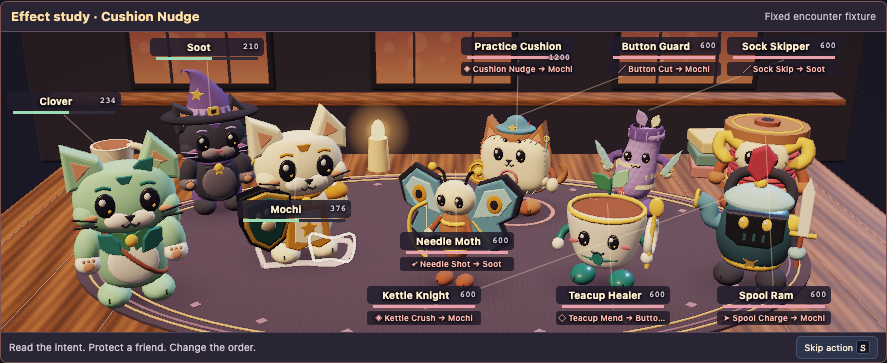 Effect study · Cushion Nudge
Fixed encounter fixture
Soot 210
Practice Cushion 1200
Cushion Nudge → Mochi
Button Guard 600
Button Cut → Mochi
Sock Skipper 600
Sock Skip → Soot
Clover 234
Mochi 376
Needle Moth 600
Needle Shot → Soot
Kettle Knight 600
Kettle Crush → Mochi
Teacup Healer 600
Teacup Mend → Butto...
Spool Ram 600
Spool Charge → Mochi
Read the intent. Protect a friend. Change the order.
Skip action S